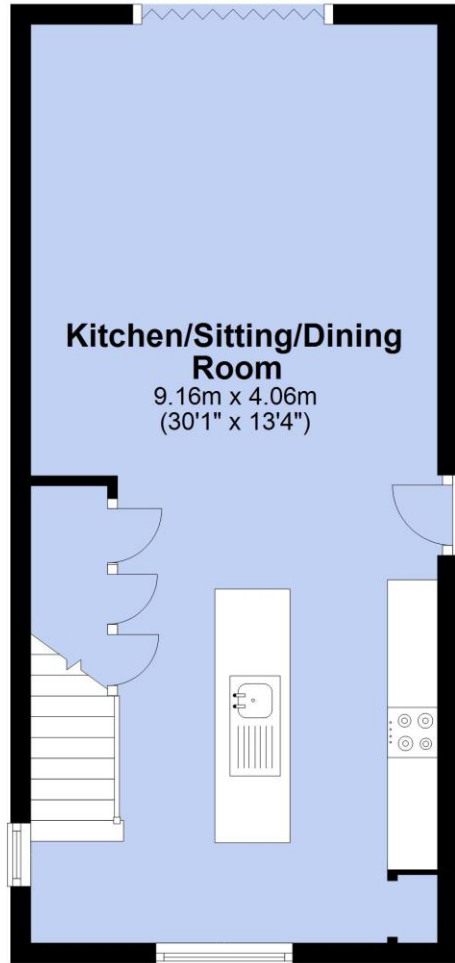 Kitchen/Sitting/Dining
Room
9.16m x 4.06m
(30'1" x 13'4")